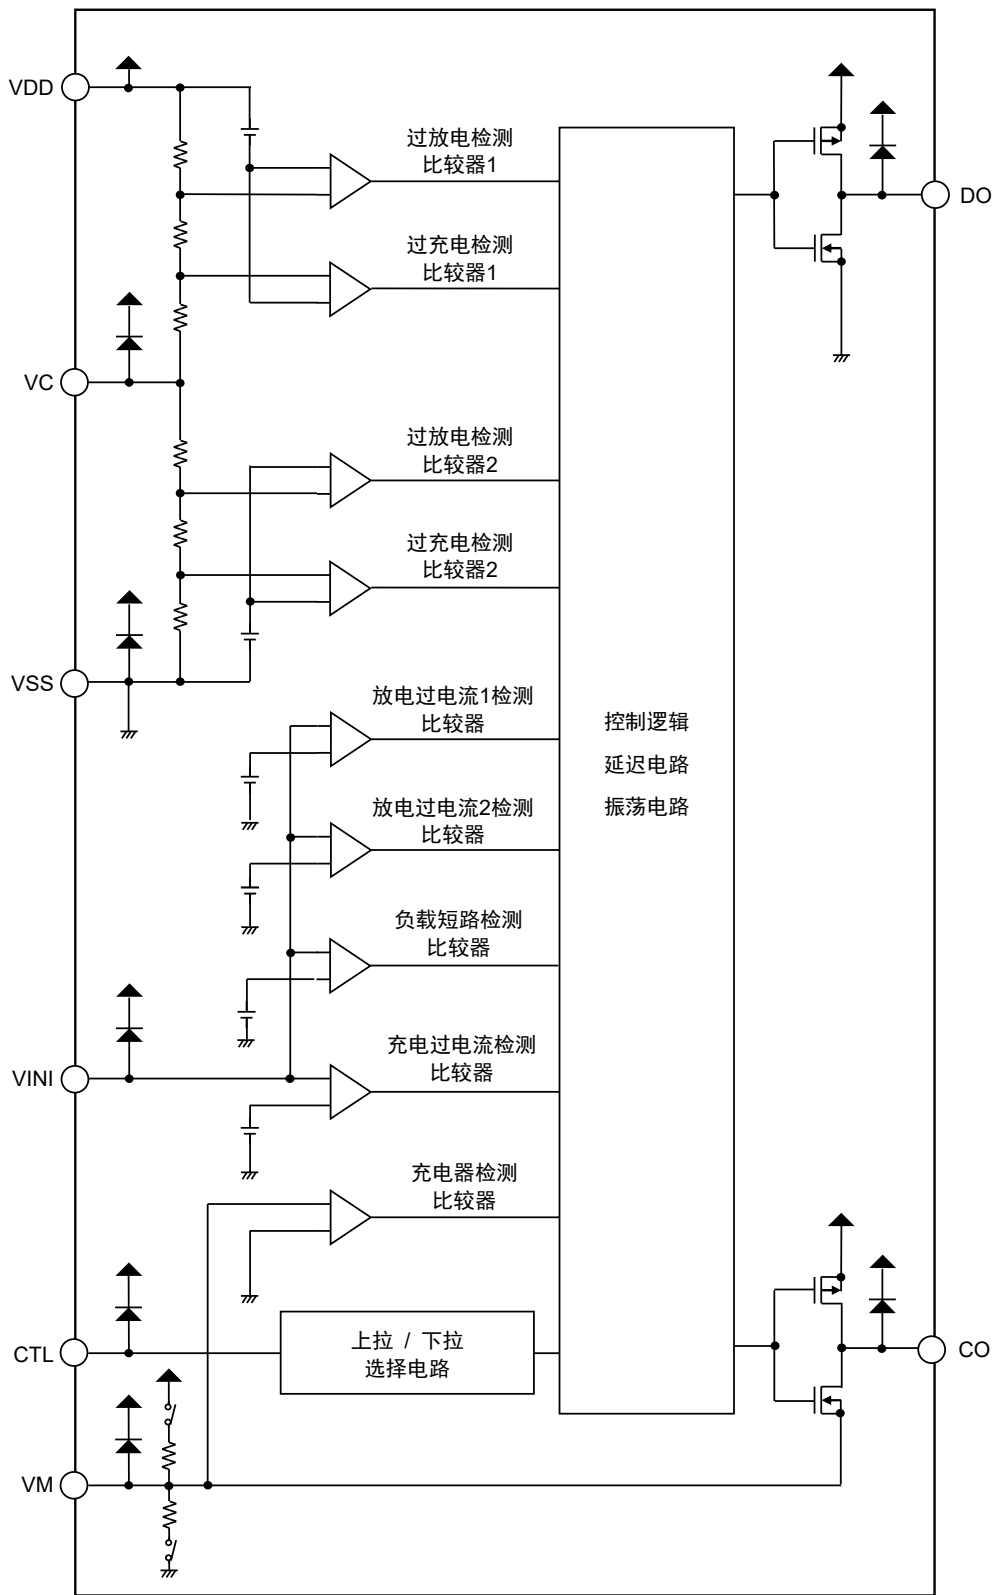 VDD
过放电检测
比较器1
DO
过充电检测
比较器1
VC
过放电检测
比较器2
过充电检测
比较器2
VSS
放电过电流1检测
比较器
控制逻辑
延迟电路
振荡电路
放电过电流2检测
比较器
负载短路检测
比较器
VINI
充电过电流检测
比较器
充电器检测
比较器
CTL
上拉 / 下拉
选择电路
CO
VM